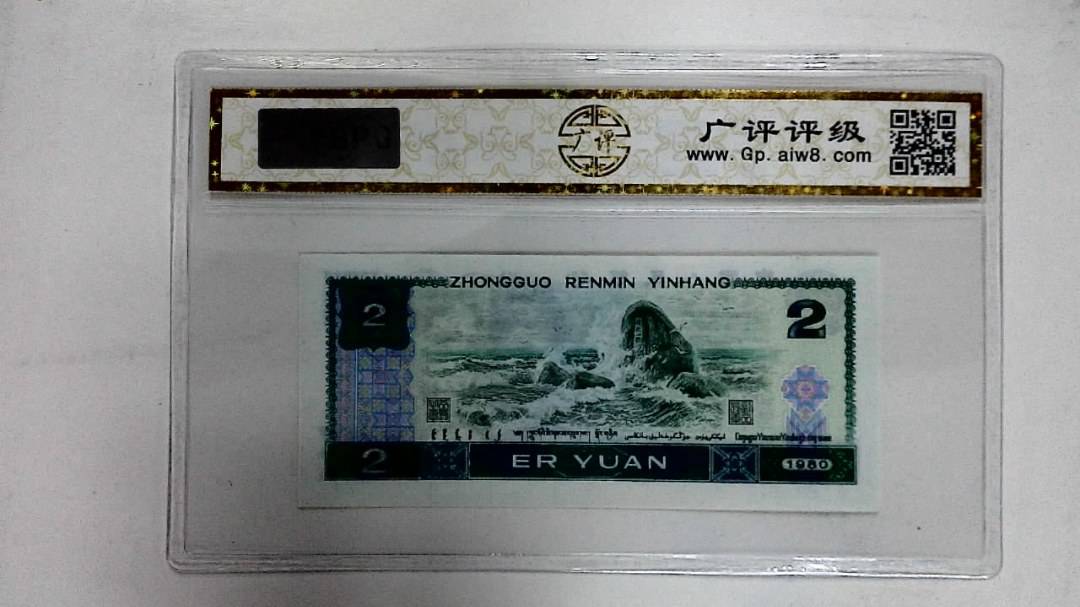 广评
广评评级
www. Gp. aiw8. com
ZHONGGUO RENMIN YINHANG
2
2
2
ER YUAN
1980